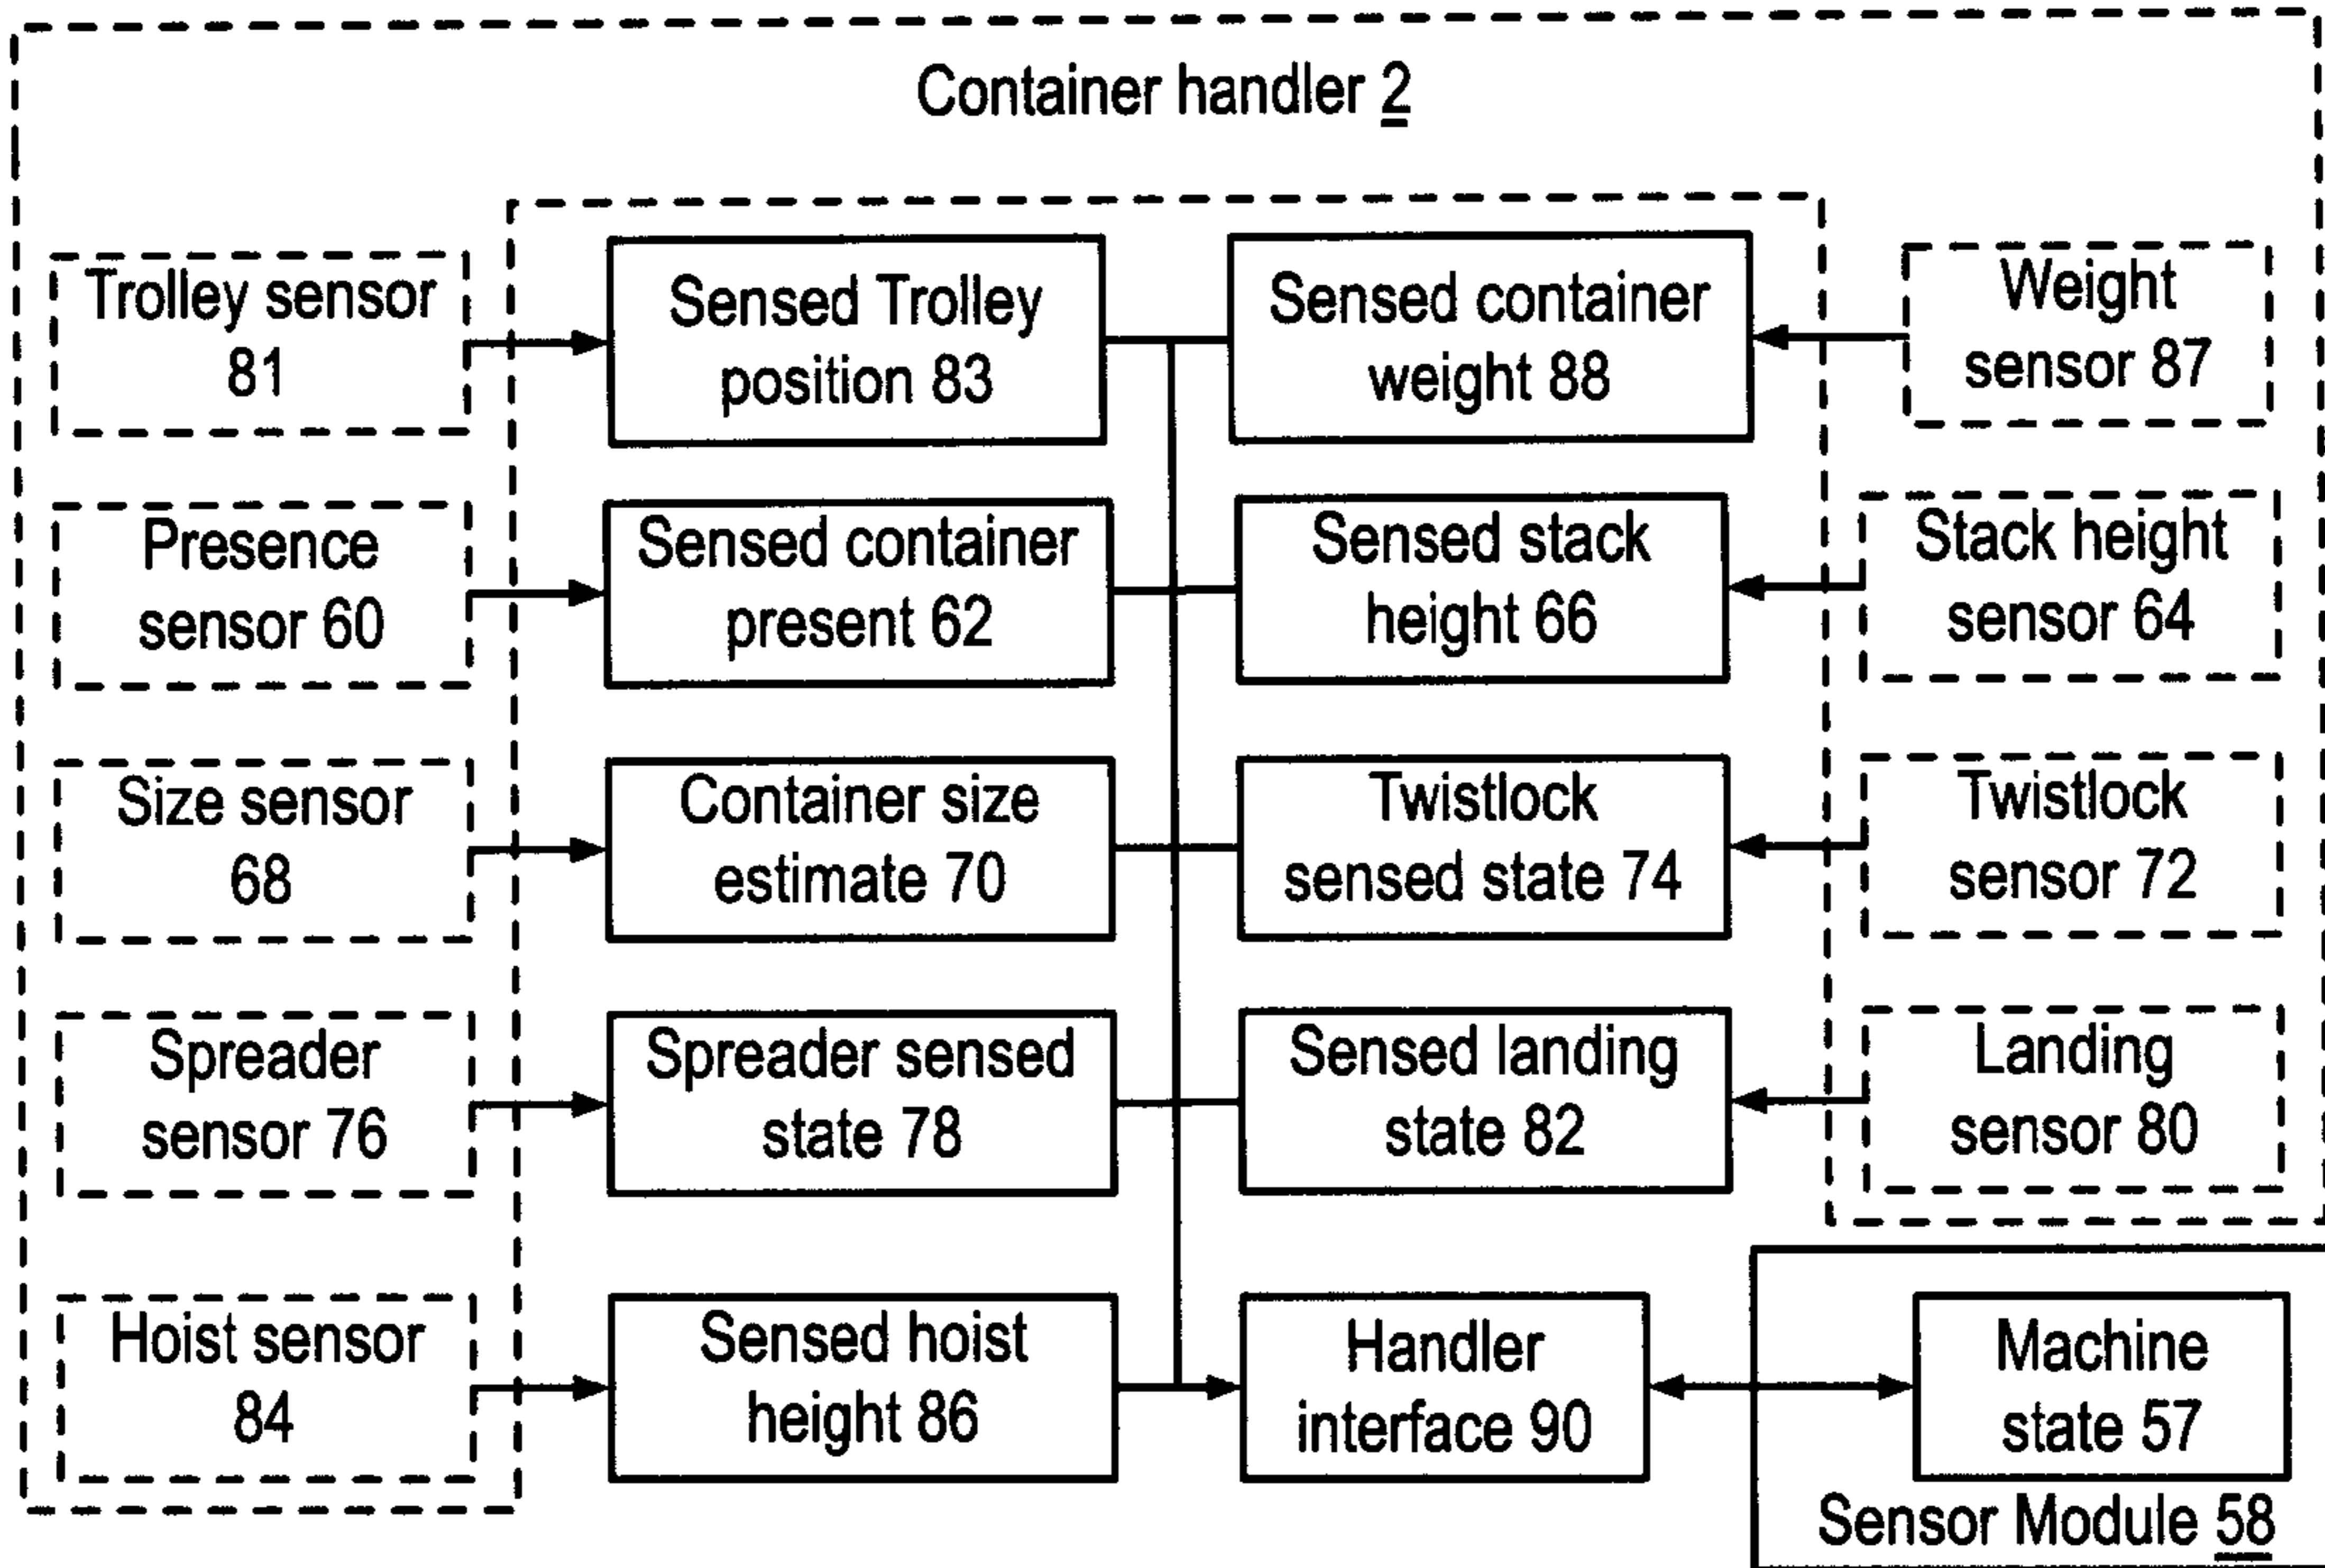 Container handler 2
Trolley sensor
81
Sensed Trolley
position 83
Sensed container
weight 88
Weight
sensor 87
Presence
sensor 60
Sensed container
present 62
Sensed stack
height 66
Stack height
sensor 64
Size sensor
68
Container size
estimate 70
Twistlock
sensed state 74
Twistlock
sensor 72
Spreader
sensor 76
Spreader sensed
state 78
Sensed landing
state 82
Landing
sensor 80
Hoist sensor
84
Sensed hoist
height 86
Handler
interface 90
Machine
state 57
Sensor Module 58